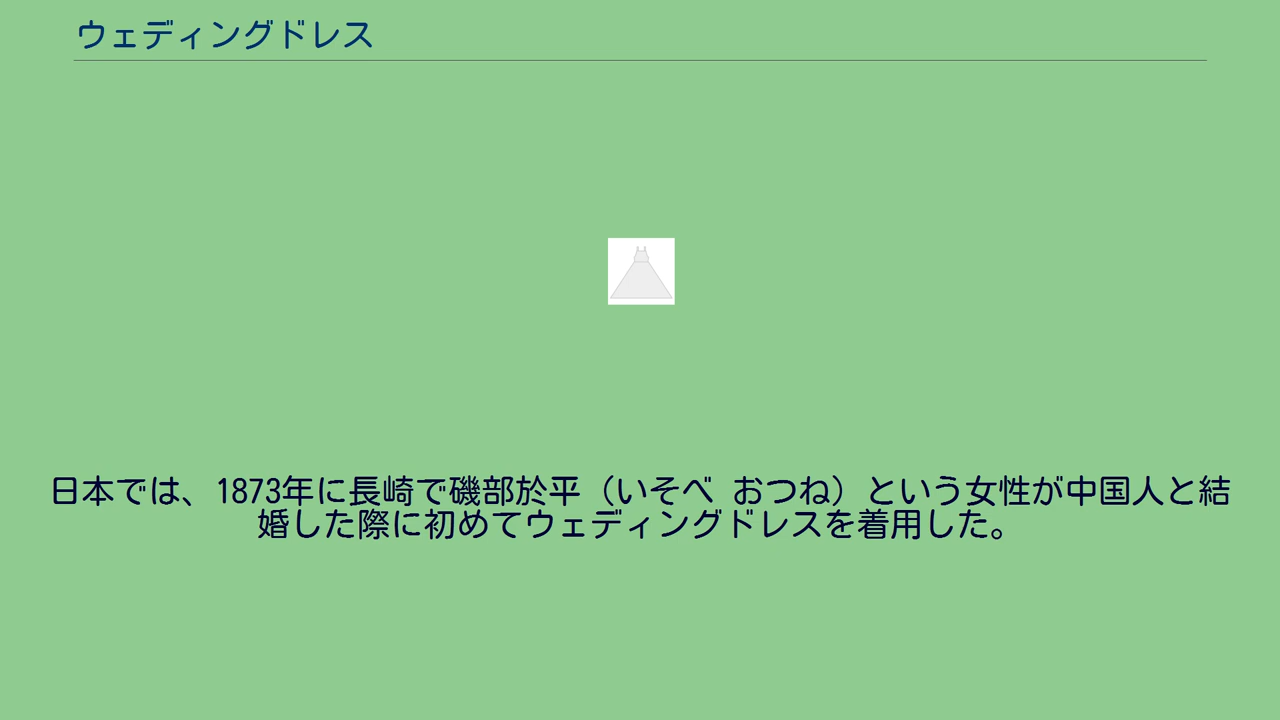 ウェディングドレス
日本では、1873年に長崎で磯部於平（いそべ おつね）という女性が中国人と結
婚した際に初めてウェディングドレスを着用した。